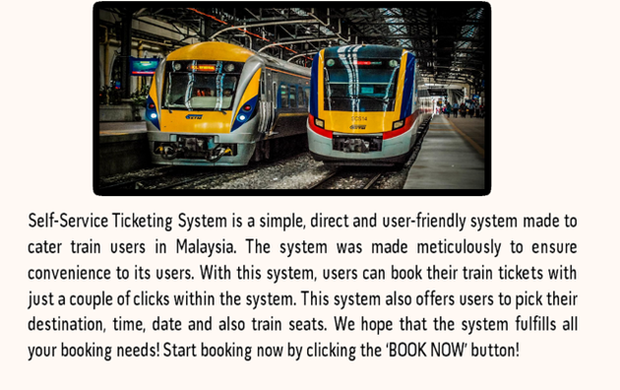 Self-Service Ticketing System is a simple, direct and user-friendly system made to
cater train users in Malaysia. The system was made meticulously to ensure
convenience to its users. With this system, users can book their train tickets with
just a couple of clicks within the system. This system also offers users to pick their
destination, time, date and also train seats. We hope that the system fulfills all
your booking needs! Start booking now by clicking the ‘BOOK NOW’ button!